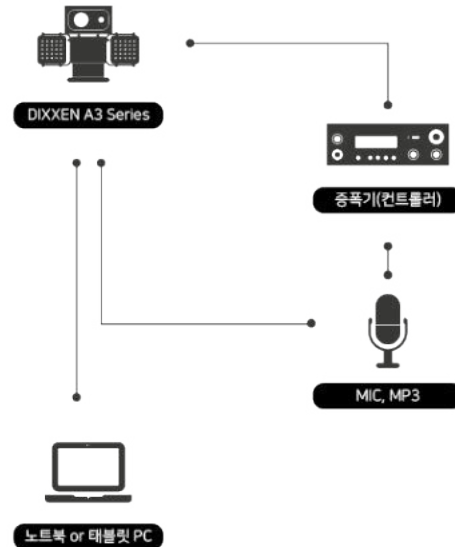 DIXXEN A3 Series
증폭기(컨트롤러)
MIC, MP3
노트북 or 태블릿 PC